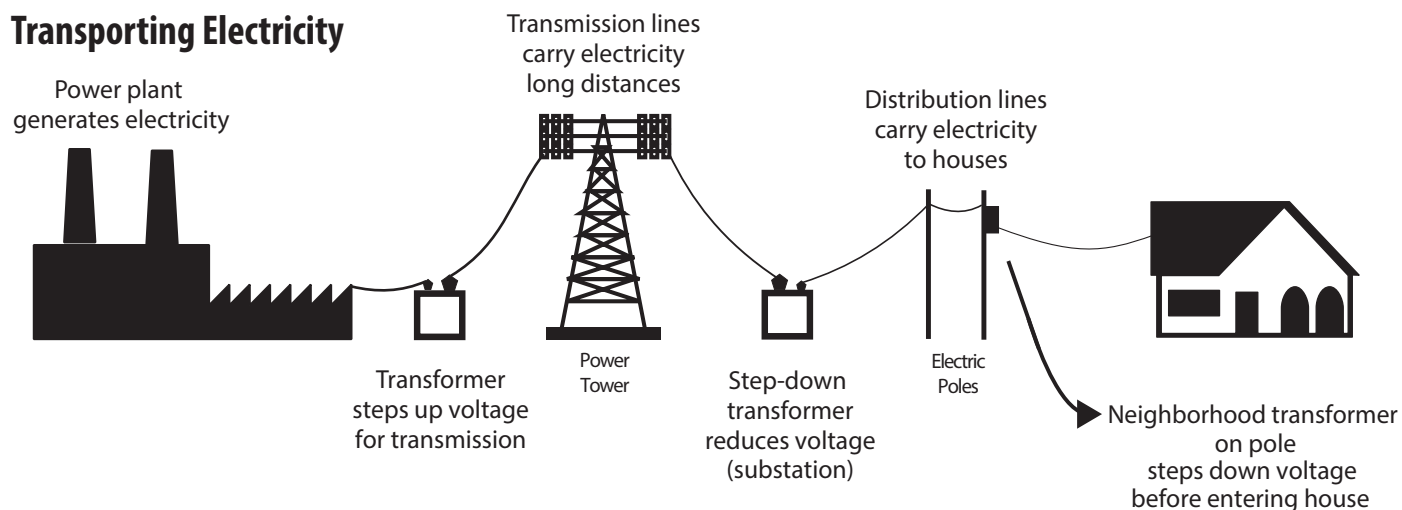 Transporting Electricity
Power plant
generates electricity
Transmission lines
carry electricity
long distances
Distribution lines
carry electricity
to houses
Transformer
steps up voltage
for transmission
Power
Tower
Step-down
transformer
reduces voltage
(substation)
Electric
Poles
Neighborhood transformer
on pole
steps down voltage
before entering house